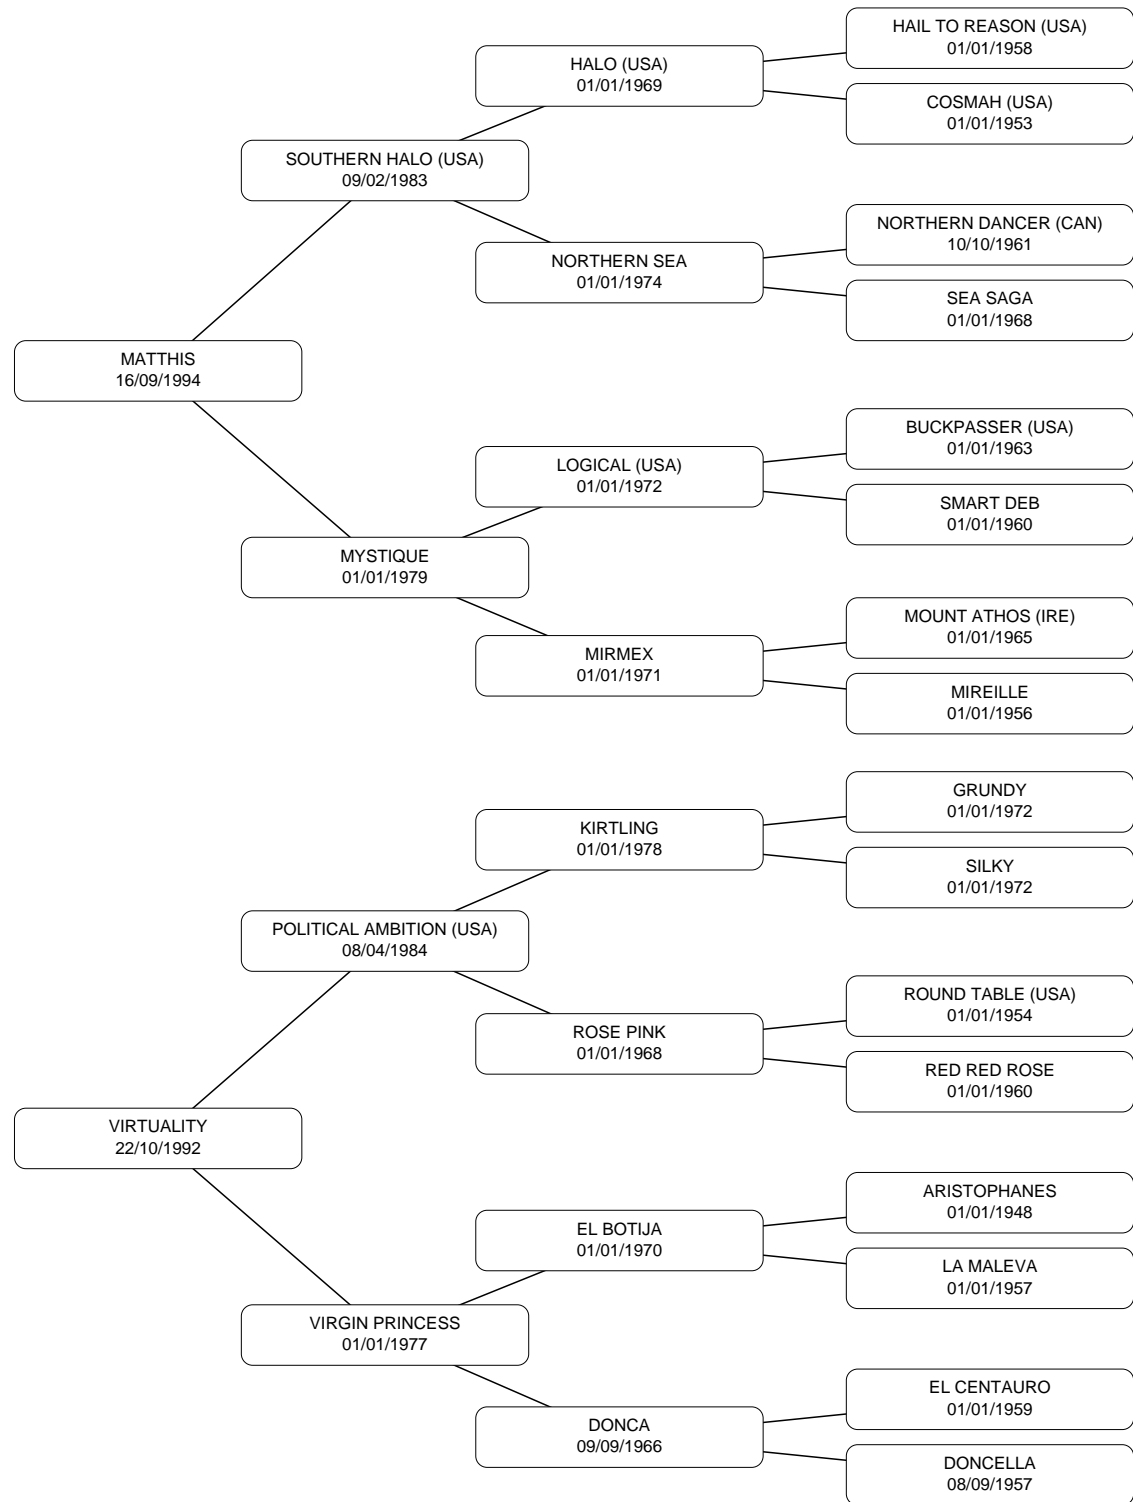 HAIL TO REASON (USA)
01/01/1958
HALO (USA)
01/01/1969
COSMAH (USA)
01/01/1953
SOUTHERN HALO (USA)
09/02/1983
NORTHERN DANCER (CAN)
10/10/1961
NORTHERN SEA
01/01/1974
SEA SAGA
01/01/1968
MATTHIS
16/09/1994
BUCKPASSER (USA)
01/01/1963
LOGICAL (USA)
01/01/1972
SMART DEB
01/01/1960
MYSTIQUE
01/01/1979
MOUNT ATHOS (IRE)
01/01/1965
MIRMEX
01/01/1971
MIREILLE
01/01/1956
GRUNDY
01/01/1972
KIRTLING
01/01/1978
SILKY
01/01/1972
POLITICAL AMBITION (USA)
08/04/1984
ROUND TABLE (USA)
01/01/1954
ROSE PINK
01/01/1968
RED RED ROSE
01/01/1960
VIRTUALITY
22/10/1992
ARISTOPHANES
01/01/1948
EL BOTIJA
01/01/1970
LA MALEVA
01/01/1957
VIRGIN PRINCESS
01/01/1977
EL CENTAURO
01/01/1959
DONCA
09/09/1966
DONCELLA
08/09/1957